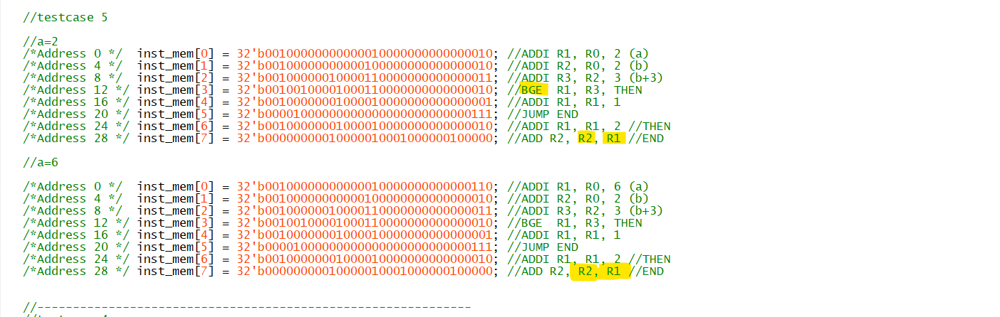 //testcase 5
//a=2
/*Address 0 */ inst_mem[0] = 32'b00100000000000010000000000000010; //ADDI R1, R0, 2 (a)
/*Address 4 */ inst_mem[1] = 32'b00100000000000100000000000000010; //ADDI R2, R0, 2 (b)
/*Address 8 */ inst_mem[2] = 32'b00100000010000110000000000000011; //ADDI R3, R2, 3 (b+3)
/*Address 12 */ inst_mem[3] = 32'b00100100001000110000000000000010; //BGE R1, R3, THEN
/*Address 16 */ inst_mem[4] = 32'b00100000001000010000000000000001; //ADDI R1, R1, 1
/*Address 20 */ inst_mem[5] = 32'b00001000000000000000000000000111; //JUMP END
/*Address 24 */ inst_mem[6] = 32'b00100000001000010000000000000010; //ADDI R1, R1, 2 //THEN
/*Address 28 */ inst_mem[7] = 32'b00000000010000010001000000100000; //ADD R2, R2, R1 //END
//a=6
/*Address 0 */ inst_mem[0] = 32'b00100000000000010000000000000110; //ADDI R1, R0, 6 (a)
/*Address 4 */ inst_mem[1] = 32'b00100000000000100000000000000010; //ADDI R2, R0, 2 (b)
/*Address 8 */ inst_mem[2] = 32'b00100000010000110000000000000011; //ADDI R3, R2, 3 (b+3)
/*Address 12 */ inst_mem[3] = 32'b00100100001000110000000000000010; //BGE R1, R3, THEN
/*Address 16 */ inst_mem[4] = 32'b00100000001000010000000000000001; //ADDI R1, R1, 1
/*Address 20 */ inst_mem[5] = 32'b00001000000000000000000000000111; //JUMP END
/*Address 24 */ inst_mem[6] = 32'b00100000001000010000000000000010; //ADDI R1, R1, 2 //THEN
/*Address 28 */ inst_mem[7] = 32'b00000000010000010001000000100000; //ADD R2, R2, R1 //END
//-------------------------------------------------------------